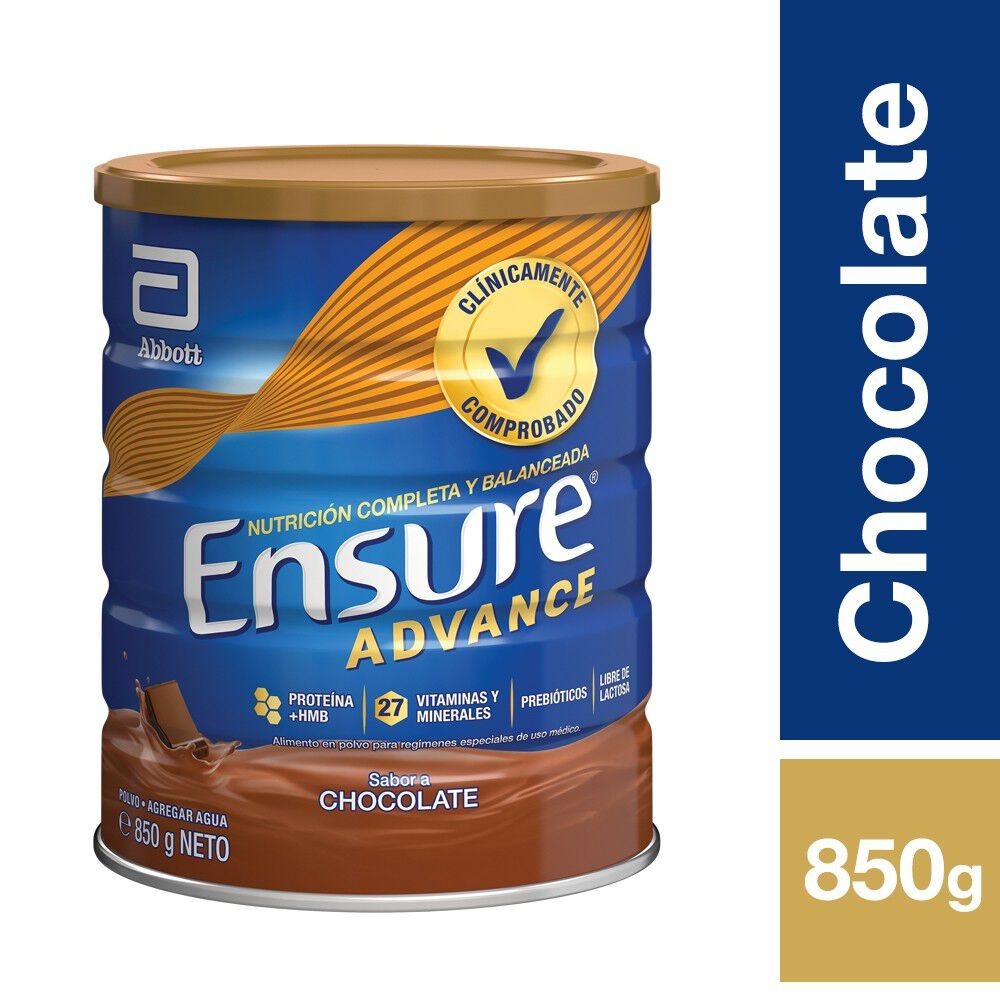 Abbott
CLÍNICAMENTE
COMPROBADO
NUTRICIÓN COMPLETA Y BALANCEADA
Ensure®
ADVANCE
PROTEÍNA
+HMB
27
VITAMINAS Y
MINERALES
PREBIÓTICOS
LIBRE DE
LACTOSA
Alimento en polvo para regímenes especiales de uso médico.
Sabor a
CHOCOLATE
POLVO • AGREGAR AGUA
℮ 850 g NETO
Chocolate
850g